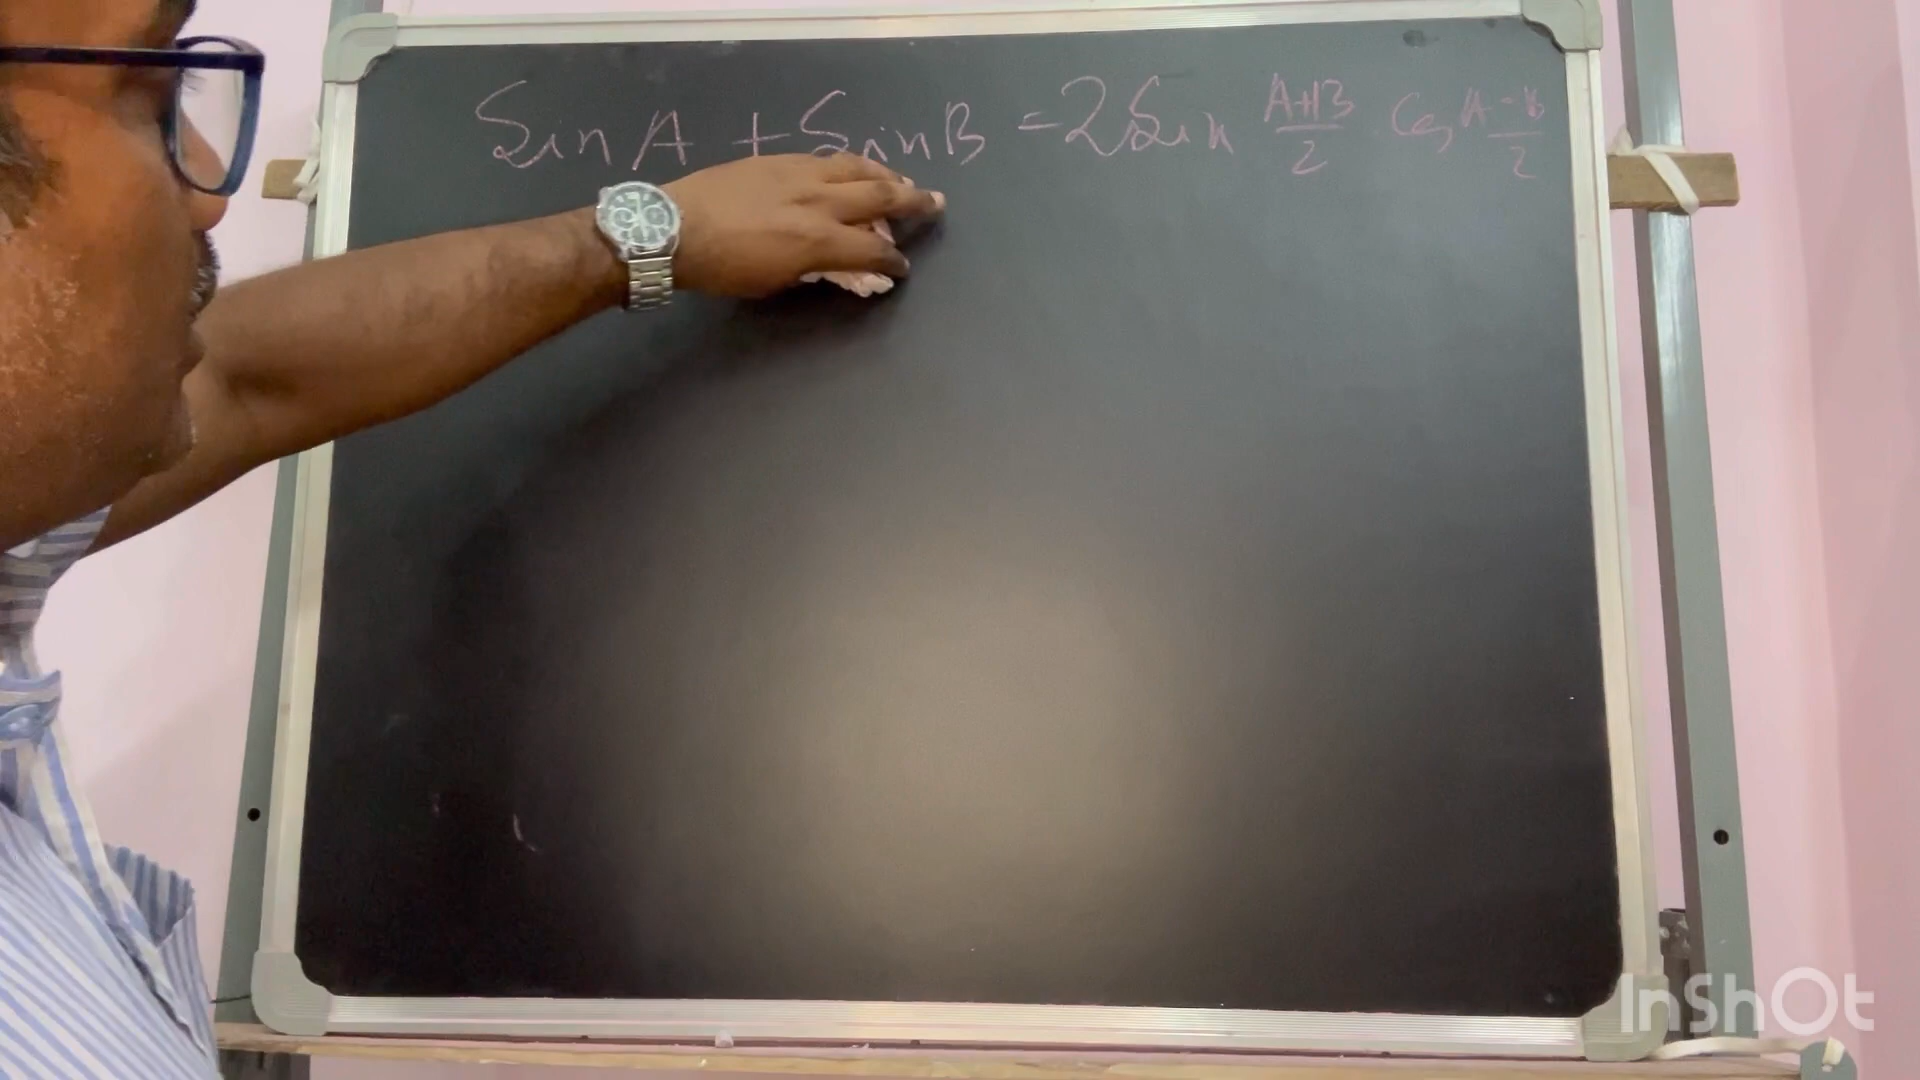 Sin A + Sin B = 2 Sin A+B/2 . Cos A-B/2
InShOt